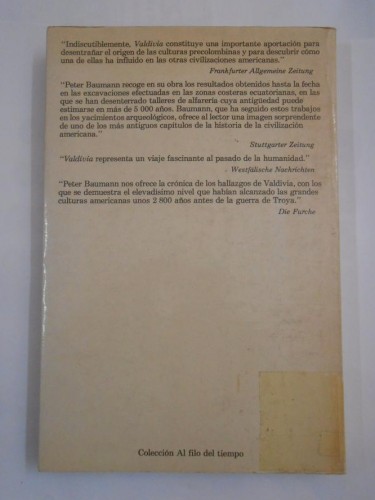 "Indiscutiblemente, Valdivia constituye una importante aportación para
desentrañar el origen de las culturas precolombinas y para descubrir cómo
una de ellas ha influido en las otras civilizaciones americanas."
Frankfurter Allgemeine Zeitung
"Peter Baumann recoge en su obra los resultados obtenidos hasta la fecha
en las excavaciones efectuadas en las zonas costeras ecuatorianas, en las
que se han desenterrado talleres de alfarería cuya antigüedad puede
estimarse en más de 5 000 años. Baumann, que ha seguido estos trabajos
en los yacimientos arqueológicos, ofrece al lector una imagen sorprendente
de uno de los más antiguos capítulos de la historia de la civilización
americana."
Stuttgarter Zeitung
"Valdivia representa un viaje fascinante al pasado de la humanidad."
Westfälische Nachrichten
"Peter Baumann nos ofrece la crónica de los hallazgos de Valdivia, con los
que se demuestra el elevadísimo nivel que habían alcanzado las grandes
culturas americanas unos 2 800 años antes de la guerra de Troya."
Die Furche
Colección Al filo del tiempo